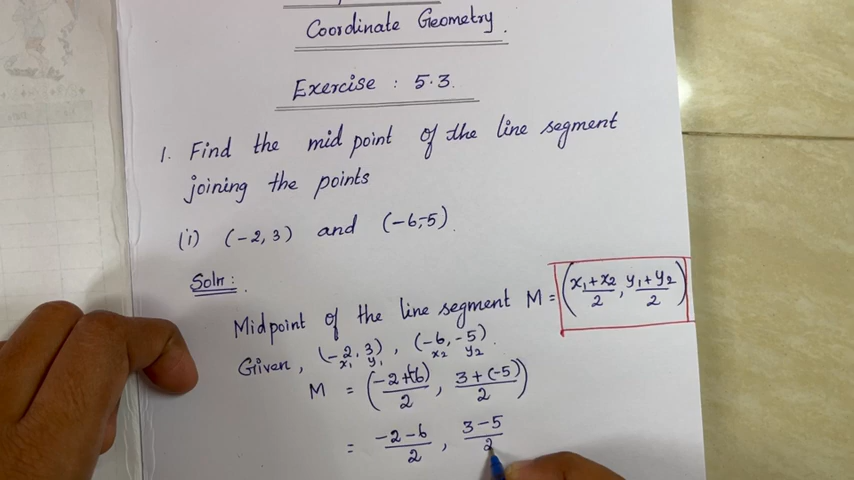 Coordinate Geometry.
Exercise : 5.3.
1. Find the mid point of the line segment
joining the points
(i) (-2, 3) and (-6,-5).
Soln:.
Midpoint of the line segment M = (x₁+x₂/2, y₁+y₂/2)
Given, (-2, 3), (-6, -5).
x₁ y₁ x₂ y₂
M = (-2+(-6)/2, 3+(-5)/2)
= -2-6/2, 3-5/2